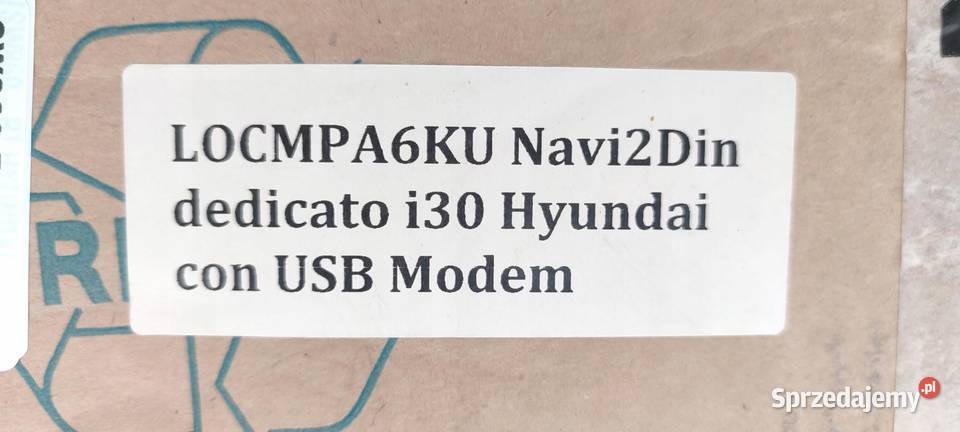 LOCMPA6KU Navi2Din
dedicato i30 Hyundai
con USB Modem
R
Sprzedajemy.pl